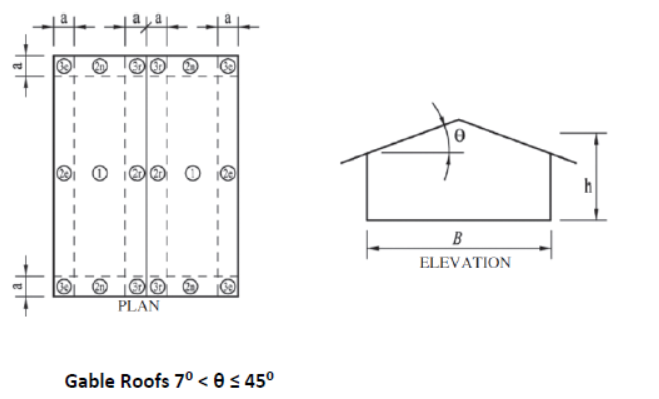 a a a a
a
3e 2n 3r 3r 2n 3e
θ
2e 1 2r 2r 1 2e
h
B
ELEVATION
a
3e 2n 3r 3r 2n 3e
PLAN
Gable Roofs 7⁰ < θ ≤ 45⁰